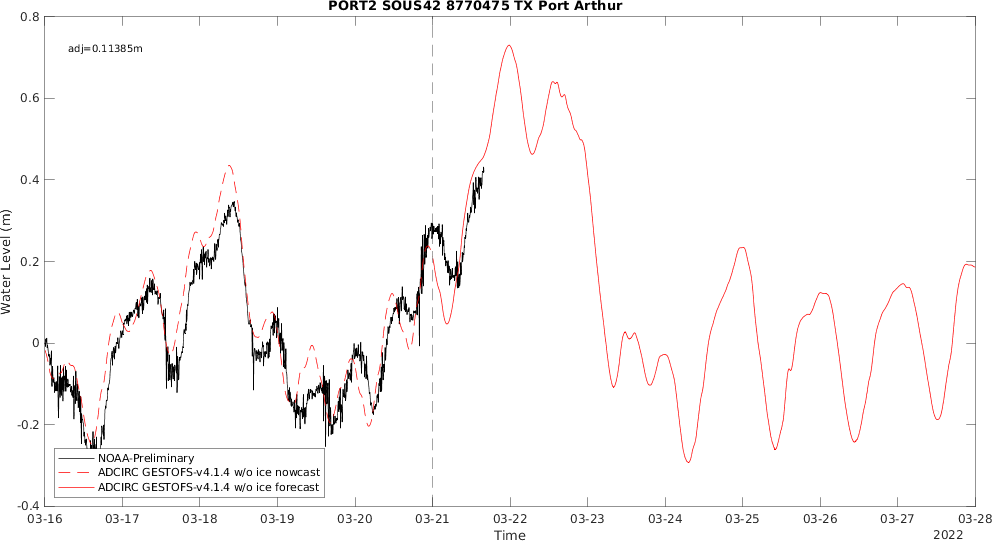 PORT2 SOUS42 8770475 TX Port Arthur
adj=0.11385m
Water Level (m)
0.8
0.6
0.4
0.2
0
-0.2
-0.4
NOAA-Preliminary
ADCIRC GESTOFS-v4.1.4 w/o ice nowcast
ADCIRC GESTOFS-v4.1.4 w/o ice forecast
03-16 03-17 03-18 03-19 03-20 03-21 03-22 03-23 03-24 03-25 03-26 03-27 03-28
Time
2022